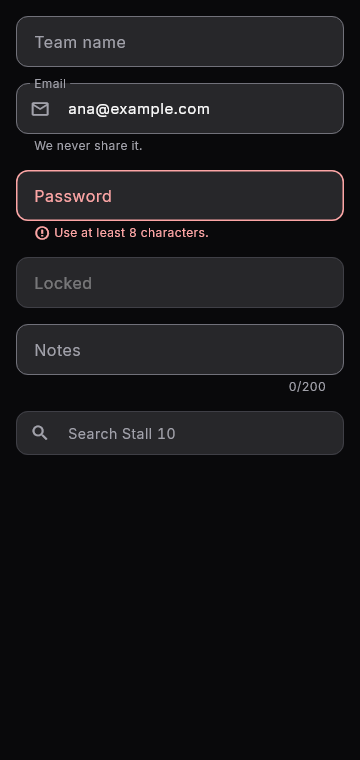 Team name
Email
ana@example.com
We never share it.
Password
Use at least 8 characters.
Locked
Notes
0/200
Search Stall 10